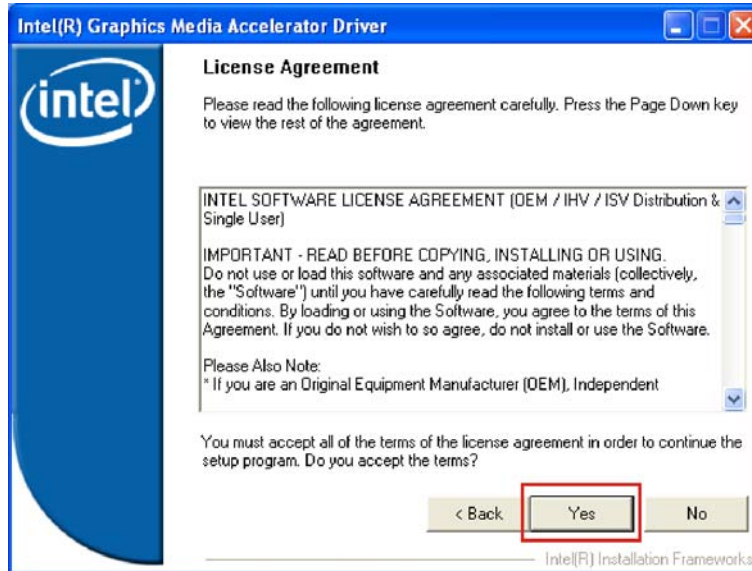 Intel(R) Graphics Media Accelerator Driver
intel
License Agreement
Please read the following license agreement carefully. Press the Page Down key
to view the rest of the agreement.
INTEL SOFTWARE LICENSE AGREEMENT (OEM / IHV / ISV Distribution &
Single User)
IMPORTANT - READ BEFORE COPYING, INSTALLING OR USING.
Do not use or load this software and any associated materials (collectively,
the "Software") until you have carefully read the following terms and
conditions. By loading or using the Software, you agree to the terms of this
Agreement. If you do not wish to so agree, do not install or use the Software.
Please Also Note:
* If you are an Original Equipment Manufacturer (OEM), Independent
You must accept all of the terms of the license agreement in order to continue the
setup program. Do you accept the terms?
< Back
Yes
No
Intel(R) Installation Frameworks